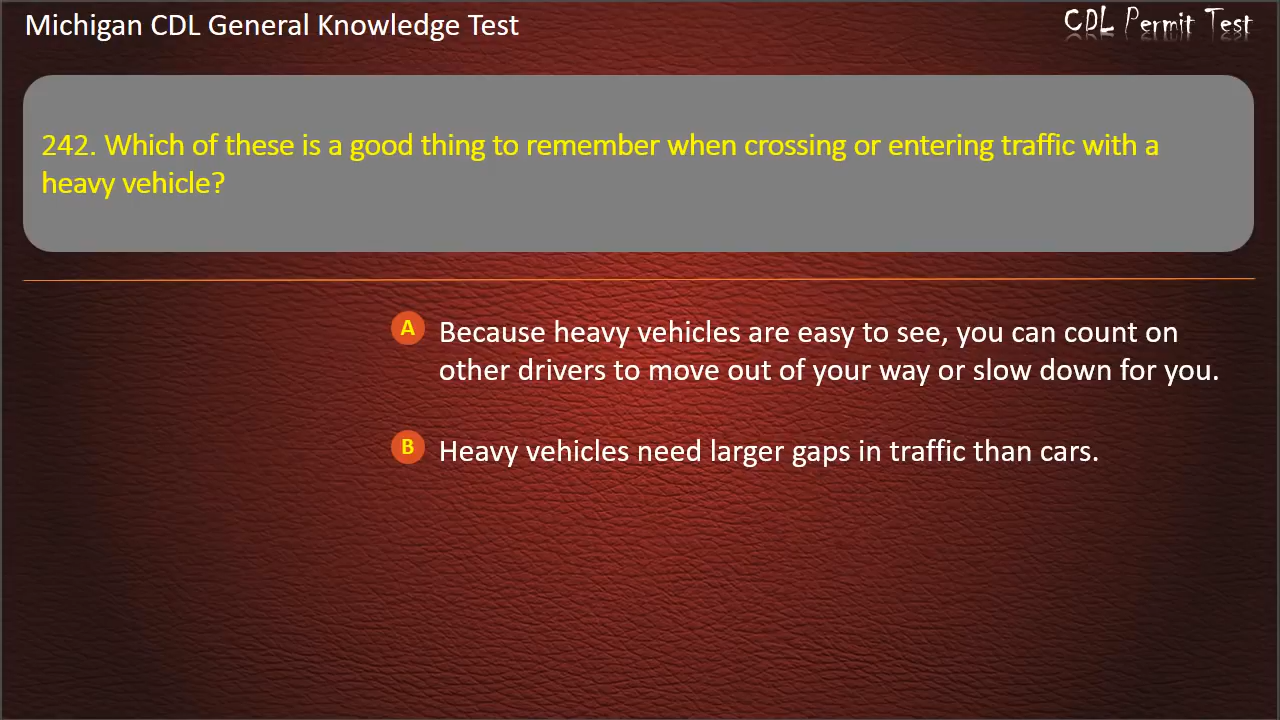 Michigan CDL General Knowledge Test
CDL Permit Test
242. Which of these is a good thing to remember when crossing or entering traffic with a
heavy vehicle?
A Because heavy vehicles are easy to see, you can count on
other drivers to move out of your way or slow down for you.
B Heavy vehicles need larger gaps in traffic than cars.